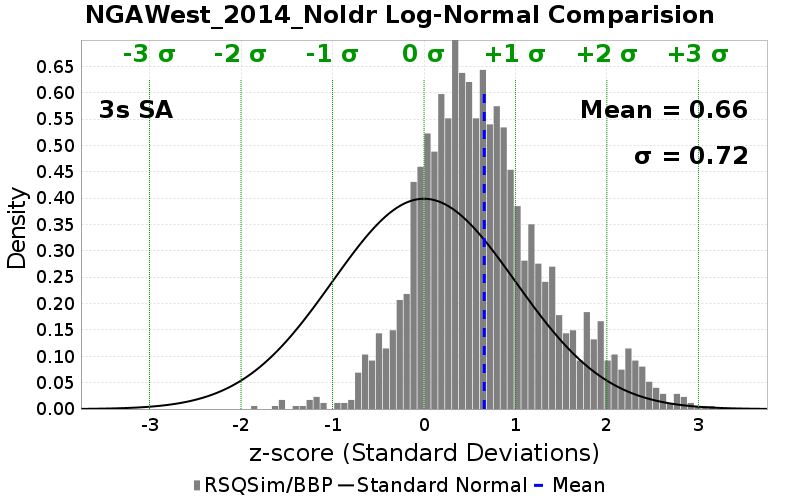 NGAWest_2014_NoIdr Log-Normal Comparision
-3 σ -2 σ -1 σ 0 σ +1 σ +2 σ +3 σ
3s SA
Mean = 0.66
σ = 0.72
Density
0.65
0.60
0.55
0.50
0.45
0.40
0.35
0.30
0.25
0.20
0.15
0.10
0.05
0.00
-3 -2 -1 0 1 2 3
z-score (Standard Deviations)
RSQSim/BBP Standard Normal Mean